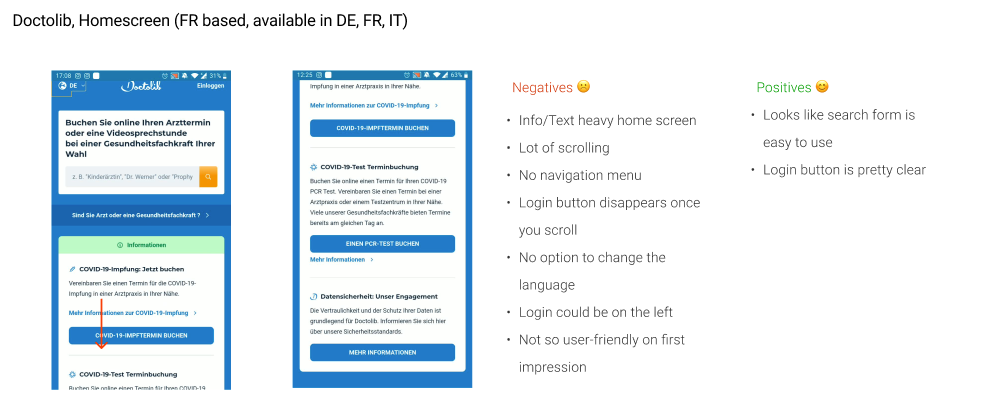 Doctolib, Homescreen (FR based, available in DE, FR, IT)
17:08
31%
DE
Doctolib
Einloggen
Buchen Sie online Ihren Arzttermin
oder eine Videosprechstunde
bei einer Gesundheitsfachkraft Ihrer
Wahl
z. B. "Kinderärztin", "Dr. Werner" oder "Prophy
Sind Sie Arzt oder eine Gesundheitsfachkraft ?
Informationen
COVID-19-Impfung: Jetzt buchen
Vereinbaren Sie einen Termin für die COVID-19-
Impfung in einer Arztpraxis in Ihrer Nähe.
Mehr Informationen zur COVID-19-Impfung
COVID-19-IMPFTERMIN BUCHEN
COVID-19-Test Terminbuchung
Buchen Sie online einen Termin für Ihren COVID-19
12:25
63%
Impfung in einer Arztpraxis in Ihrer Nähe.
Mehr Informationen zur COVID-19-Impfung
COVID-19-IMPFTERMIN BUCHEN
COVID-19-Test Terminbuchung
Buchen Sie online einen Termin für Ihren COVID-19
PCR Test. Vereinbaren Sie einen Termin bei einer
Arztpraxis oder einem Testzentrum in Ihrer Nähe.
Viele unserer Gesundheitsfachkräfte bieten Termine
bereits am gleichen Tag an.
EINEN PCR-TEST BUCHEN
Mehr Informationen
Datensicherheit: Unser Engagement
Die Vertraulichkeit und der Schutz Ihrer Daten ist
grundlegend für Doctolib. Informieren Sie sich hier
über unsere Sicherheitsstandards.
MEHR INFORMATIONEN
Negatives ☹️
• Info/Text heavy home screen
• Lot of scrolling
• No navigation menu
• Login button disappears once
you scroll
• No option to change the
language
• Login could be on the left
• Not so user-friendly on first
impression
Positives 😊
• Looks like search form is
easy to use
• Login button is pretty clear